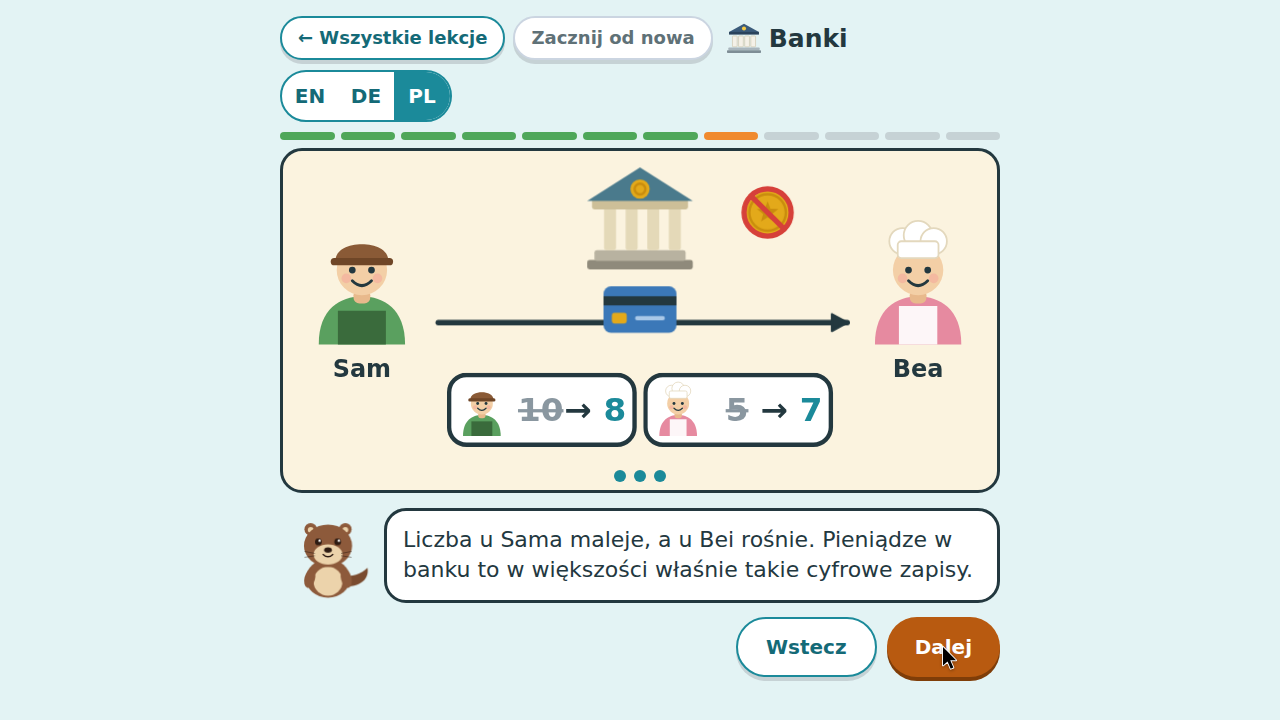 ← Wszystkie lekcje
Zacznij od nowa
Banki
EN DE PL
Sam
Bea
10 → 8
5 → 7
Liczba u Sama maleje, a u Bei rośnie. Pieniądze w
banku to w większości właśnie takie cyfrowe zapisy.
Wstecz
Dalej